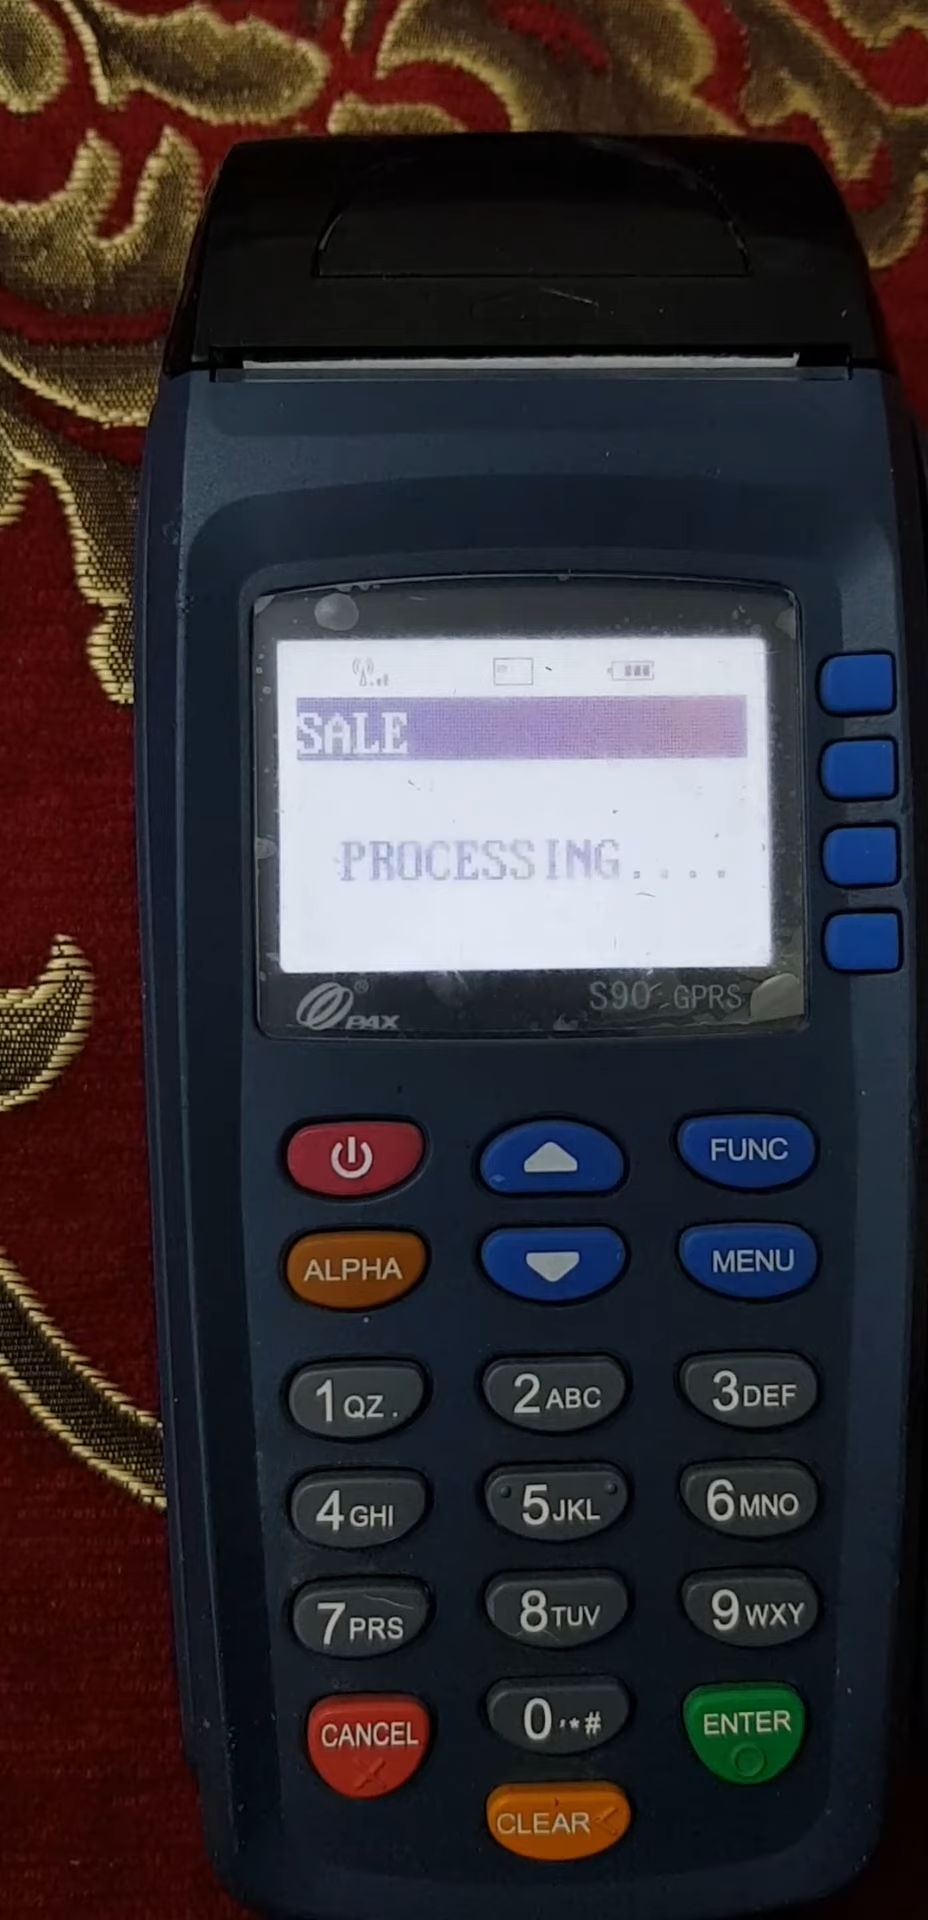 SALE
PROCESSING....
PAX®
S90 GPRS
FUNC
ALPHA
MENU
1QZ.
2ABC
3DEF
4GHI
5JKL
6MNO
7PRS
8TUV
9WXY
CANCEL
0,*#
ENTER
CLEAR